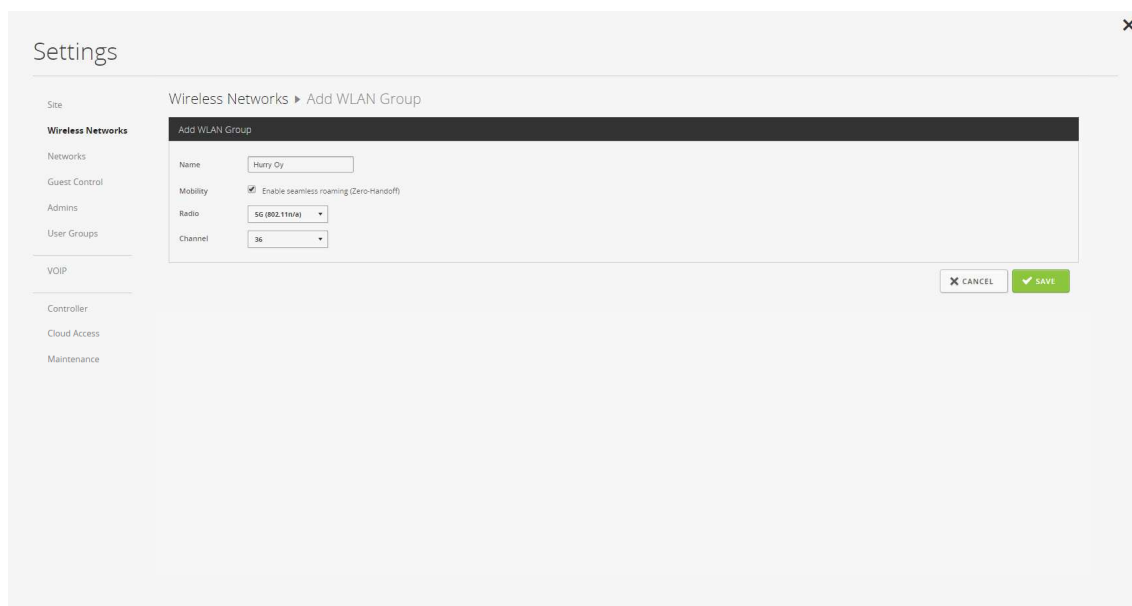 Settings
Site
Wireless Networks
Networks
Guest Control
Admins
User Groups
VOIP
Controller
Cloud Access
Maintenance
Wireless Networks ▸ Add WLAN Group
Add WLAN Group
Name Hurry Oy
Mobility Enable seamless roaming (Zero-Handoff)
Radio 5G (802.11n/a)
Channel 36
CANCEL SAVE